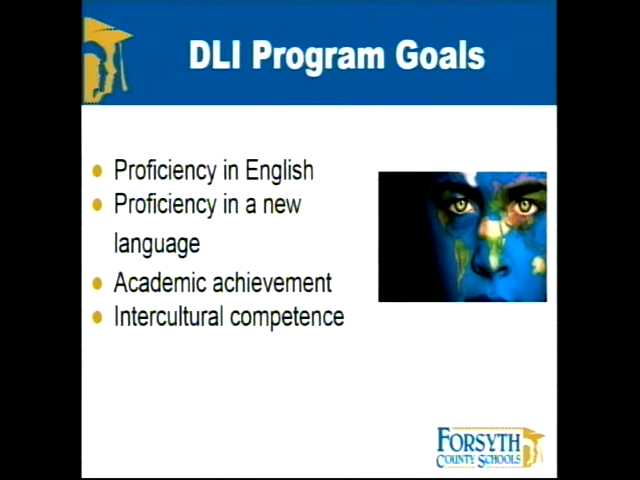 DLI Program Goals
Proficiency in English
Proficiency in a new
language
Academic achievement
Intercultural competence
FORSYTH
COUNTY SCHOOLS